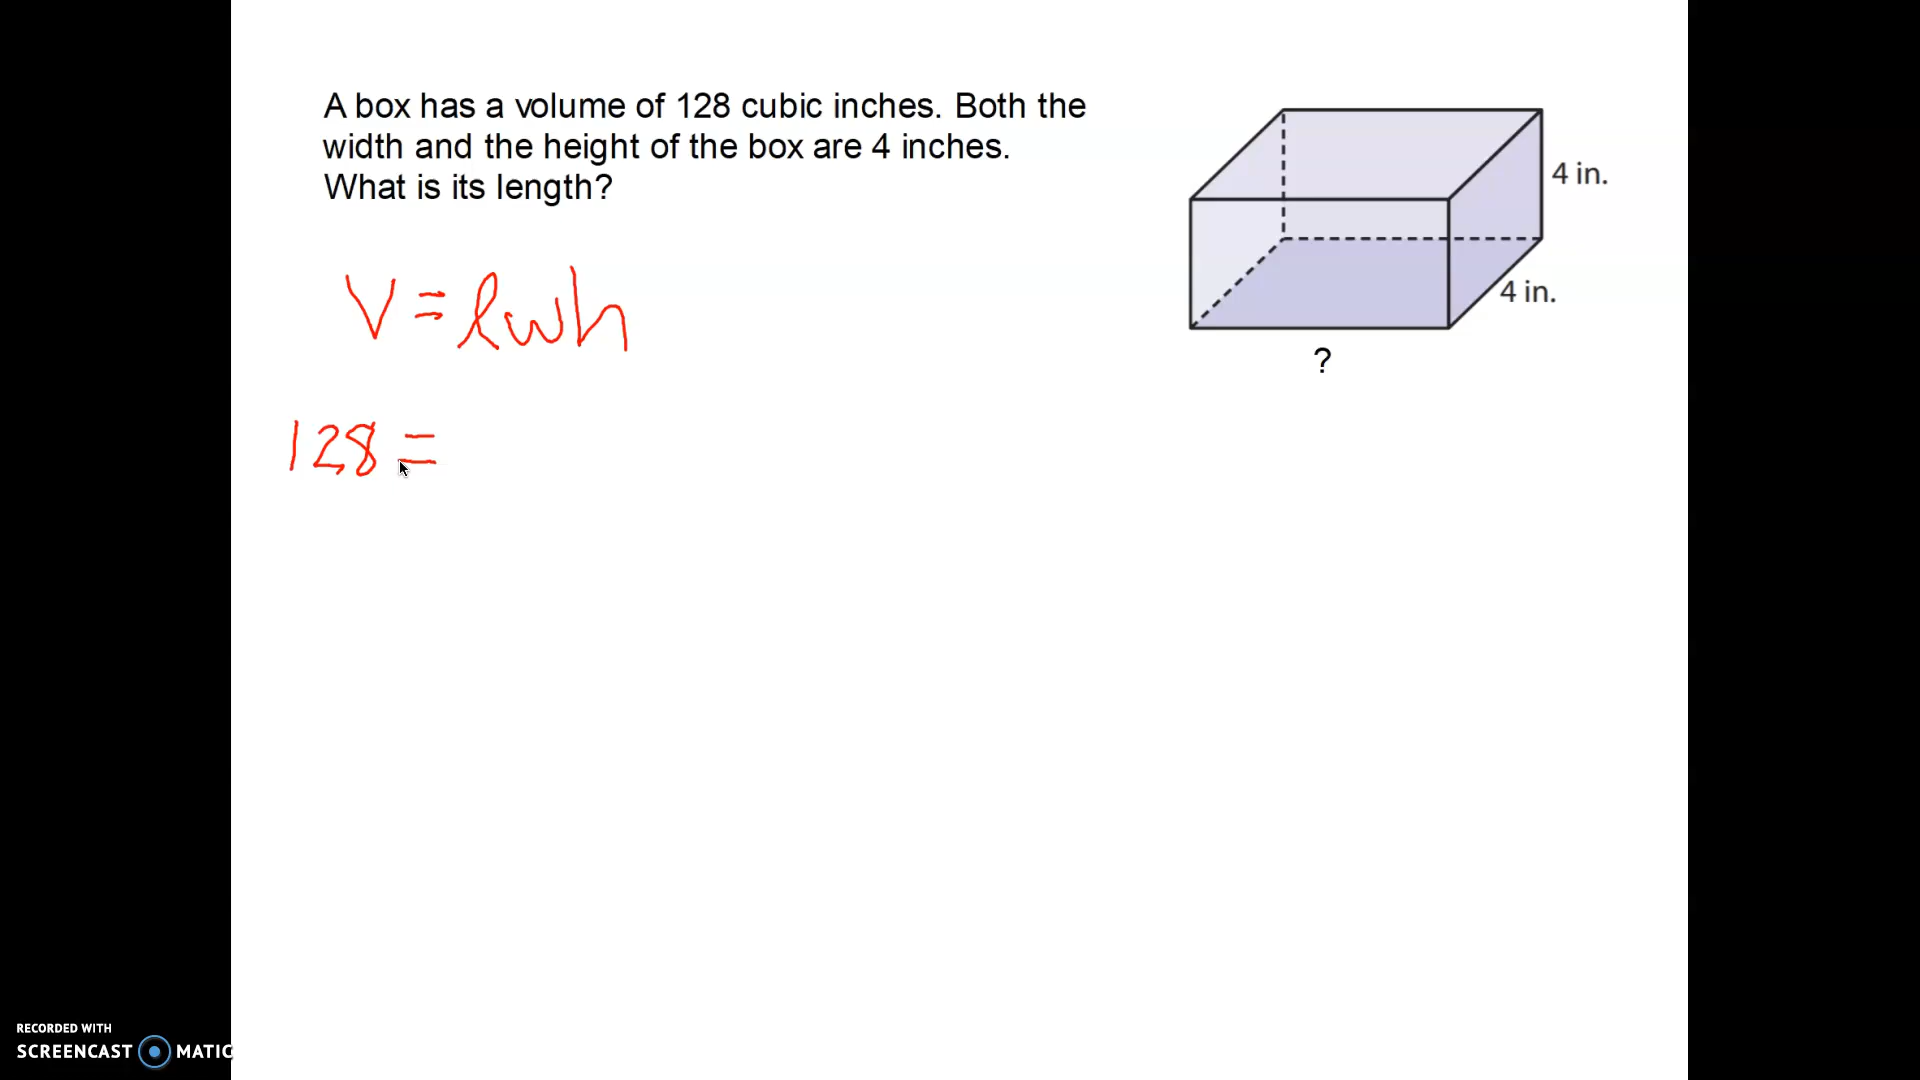 A box has a volume of 128 cubic inches. Both the
width and the height of the box are 4 inches.
What is its length?
4 in.
4 in.
?
V = lwh
128 =
RECORDED WITH
SCREENCAST MATIC